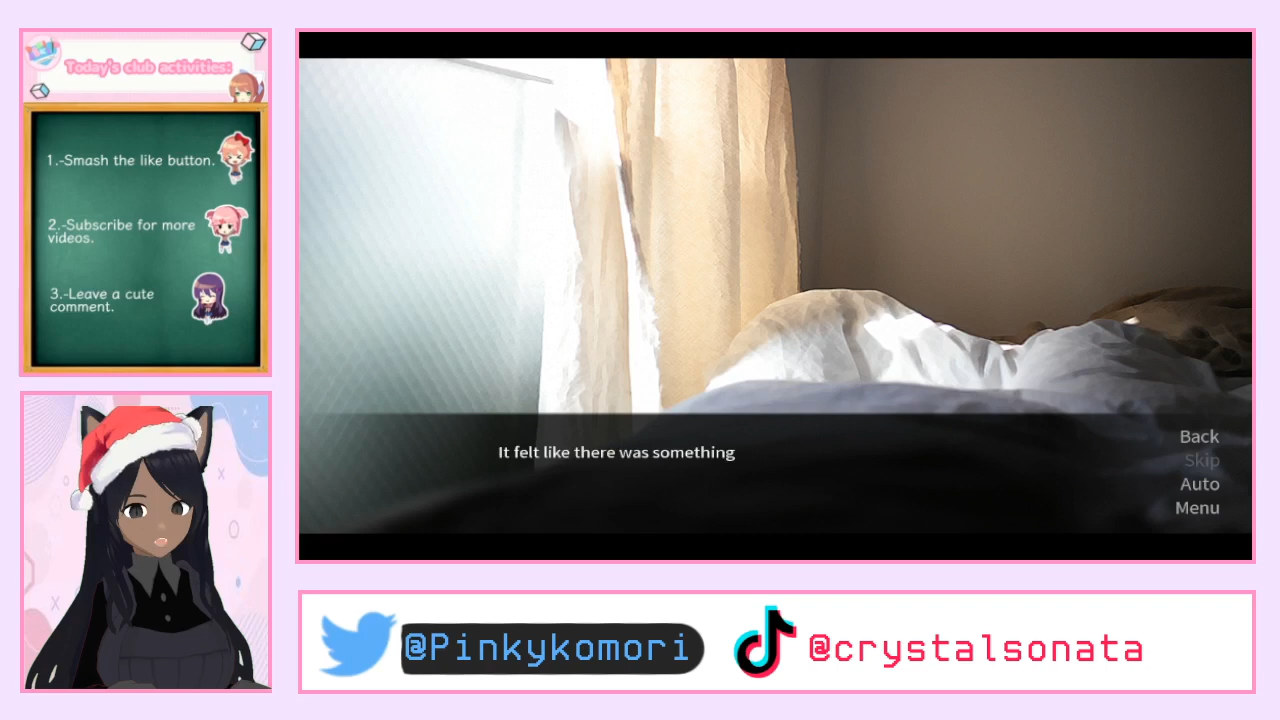 Today's club activities:
1.-Smash the like button.
2.-Subscribe for more
videos.
3.-Leave a cute
comment.
It felt like there was something
Back
Skip
Auto
Menu
@Pinkykomori
@crystalsonata